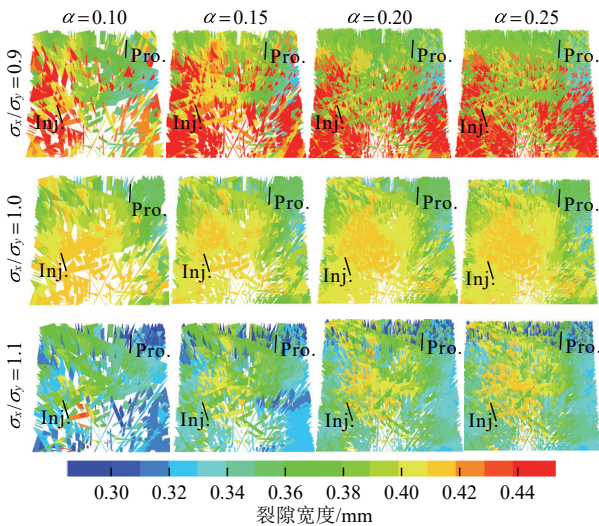 α=0.10 α=0.15 α=0.20 α=0.25
σx/σy=0.9
Pro. Pro. Pro. Pro.
Inj. Inj. Inj. Inj.
σx/σy=1.0
Pro. Pro. Pro. Pro.
Inj. Inj. Inj. Inj.
σx/σy=1.1
Pro. Pro. Pro. Pro.
Inj. Inj. Inj. Inj.
0.30 0.32 0.34 0.36 0.38 0.40 0.42 0.44
裂隙宽度/mm